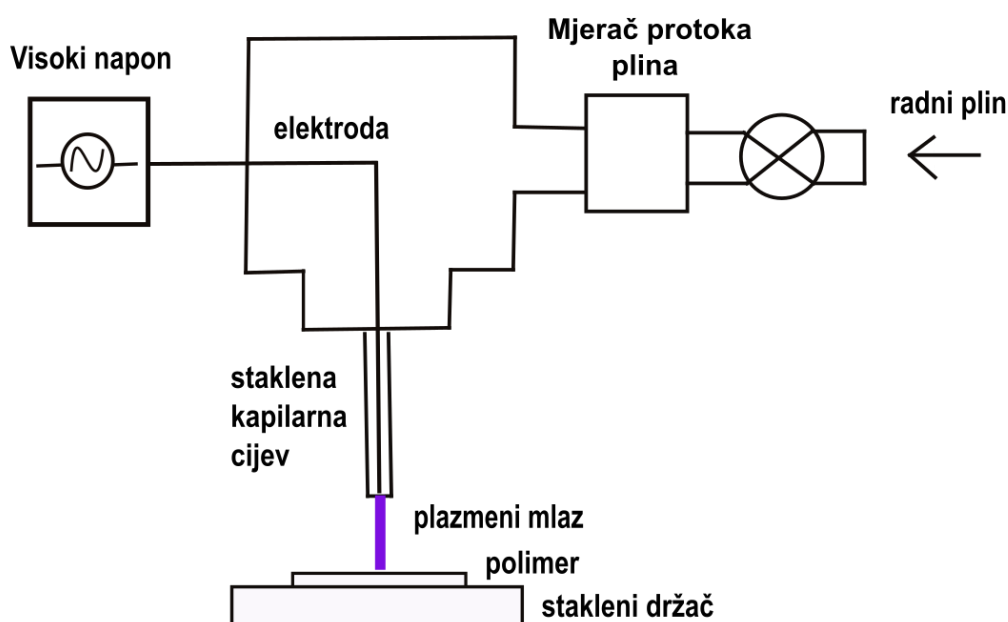 Visoki napon
Mjerač protoka
plina
radni plin
elektroda
staklena
kapilarna
cijev
plazmeni mlaz
polimer
stakleni držač